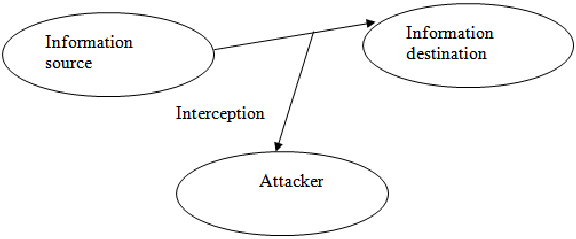 Information
source
Information
destination
Interception
Attacker